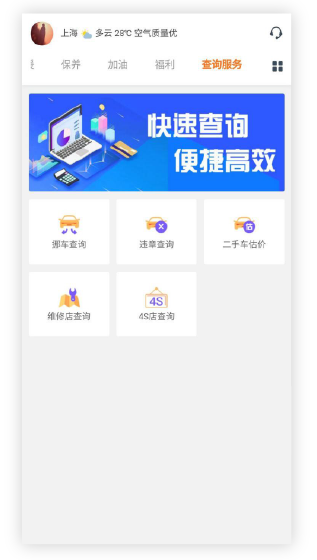 上海 多云 28℃ 空气质量优
保养 加油 福利 查询服务
快速查询
便捷高效
挪车查询 违章查询 二手车估价
维修店查询 4S店查询